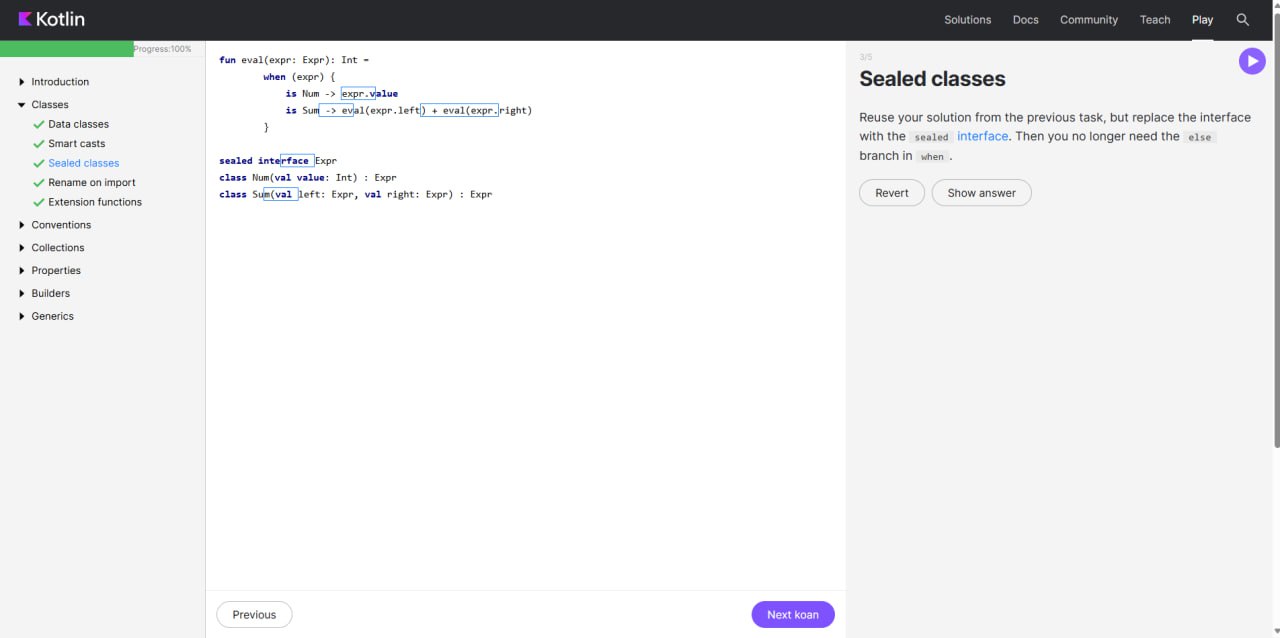 Kotlin
Solutions Docs Community Teach Play
Progress:100%
Introduction
Classes
Data classes
Smart casts
Sealed classes
Rename on import
Extension functions
Conventions
Collections
Properties
Builders
Generics
fun eval(expr: Expr): Int =
when (expr) {
is Num -> expr.value
is Sum -> eval(expr.left) + eval(expr.right)
}
sealed interface Expr
class Num(val value: Int) : Expr
class Sum(val left: Expr, val right: Expr) : Expr
Previous
Next koan
3/5
Sealed classes
Reuse your solution from the previous task, but replace the interface
with the sealed interface. Then you no longer need the else
branch in when .
Revert
Show answer